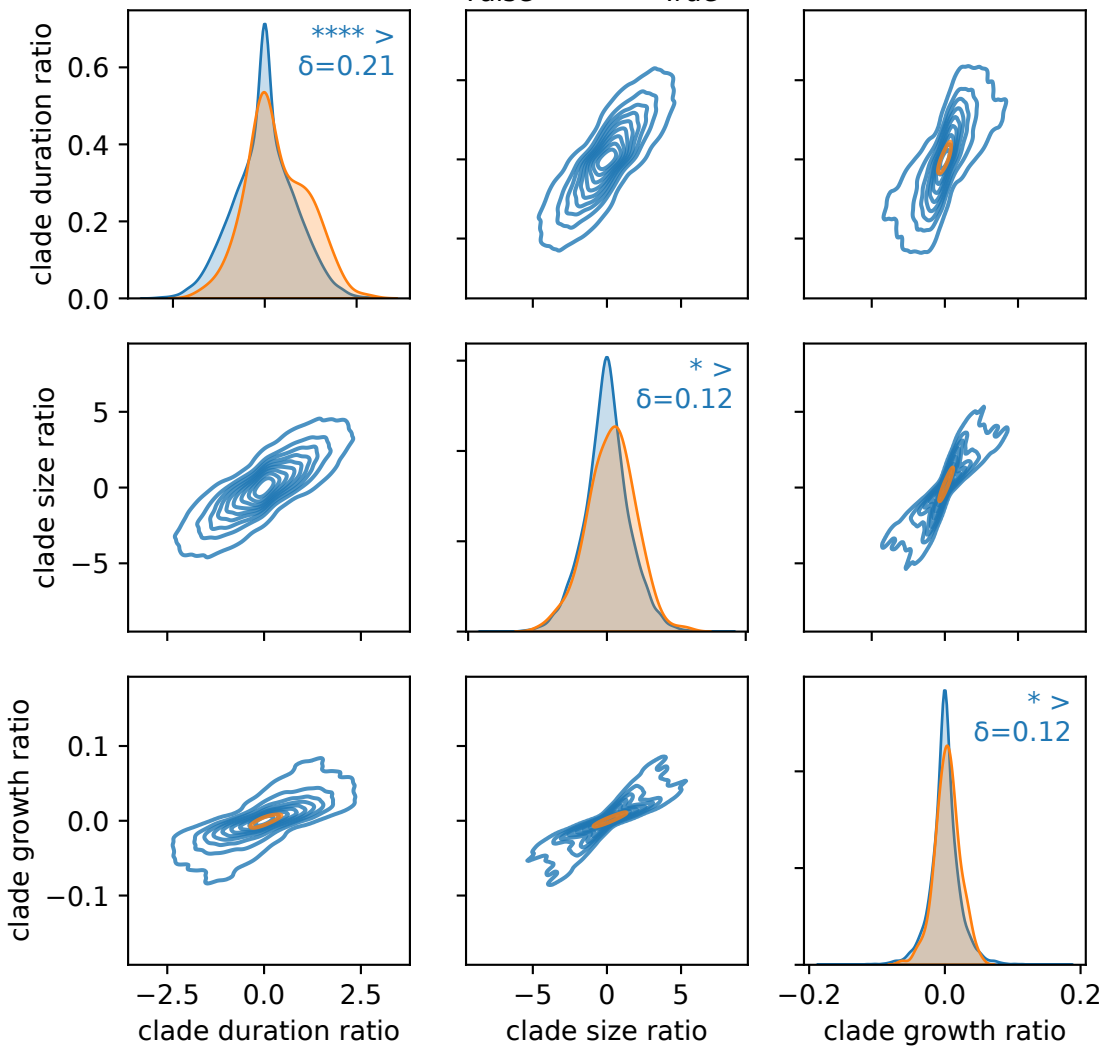 **** >
δ=0.21
clade duration ratio
0.6
0.4
0.2
0.0
* >
δ=0.12
clade size ratio
5
0
−5
* >
δ=0.12
clade growth ratio
0.1
0.0
−0.1
−2.5 0.0 2.5
−5 0 5
−0.2 0.0 0.2
clade duration ratio
clade size ratio
clade growth ratio